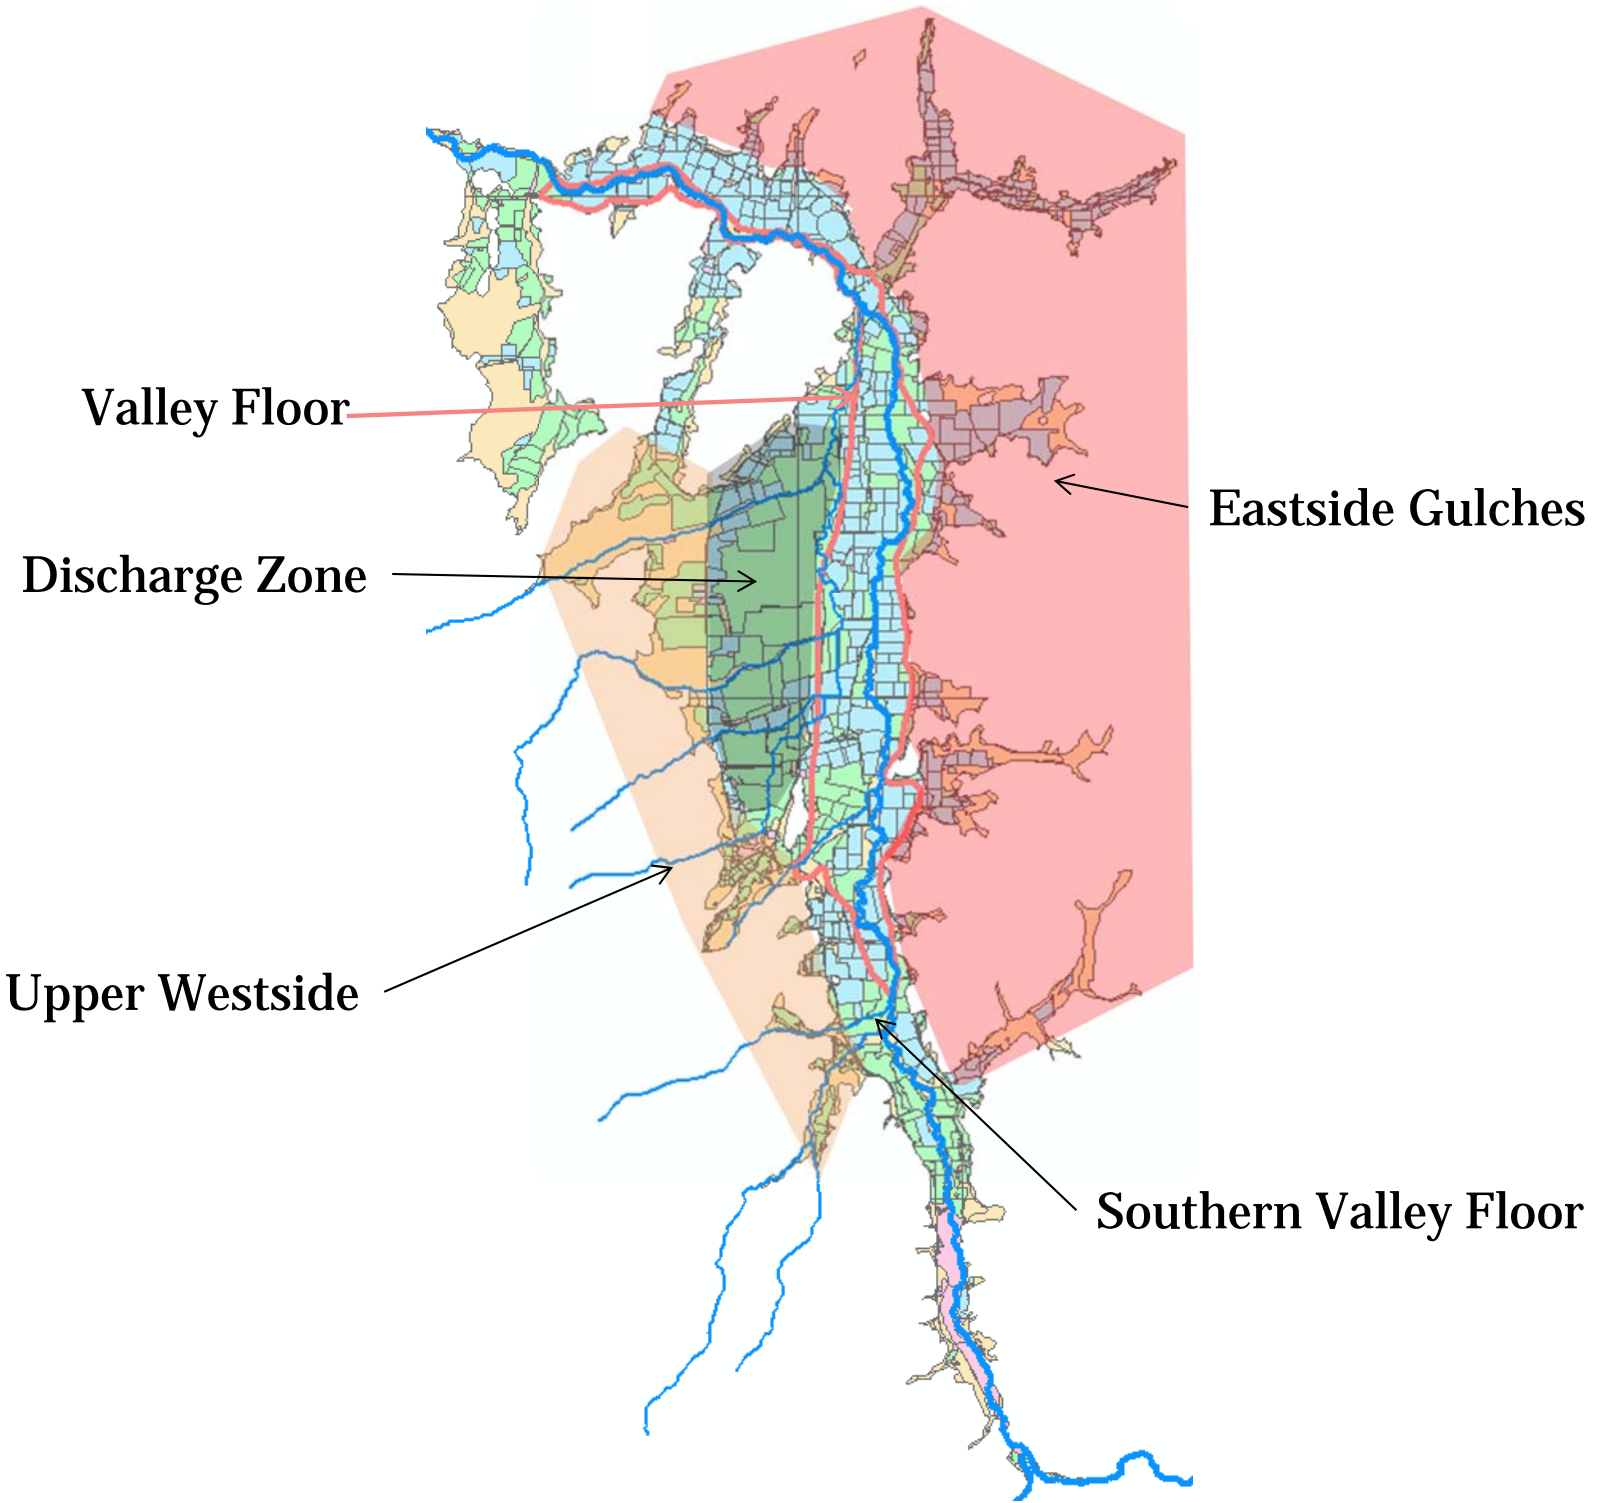 Valley Floor
Eastside Gulches
Discharge Zone
Upper Westside
Southern Valley Floor